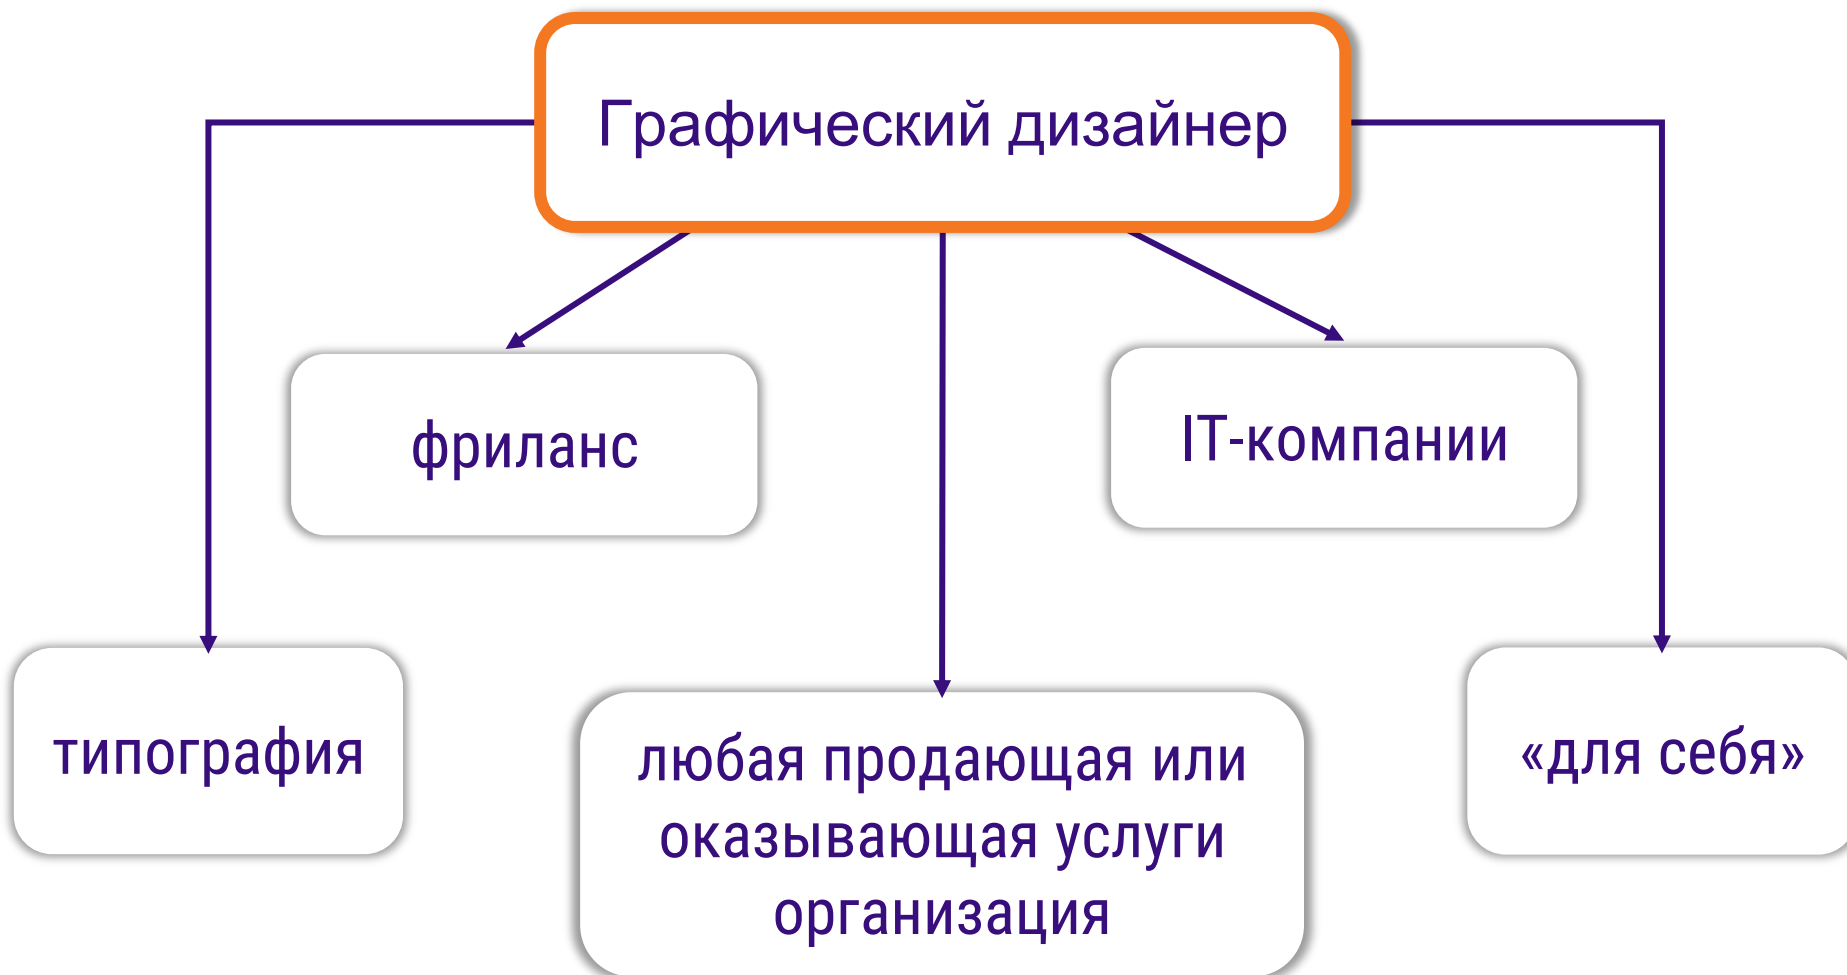 Графический дизайнер
фриланс
IT-компании
типография
любая продающая или
оказывающая услуги
организация
«для себя»